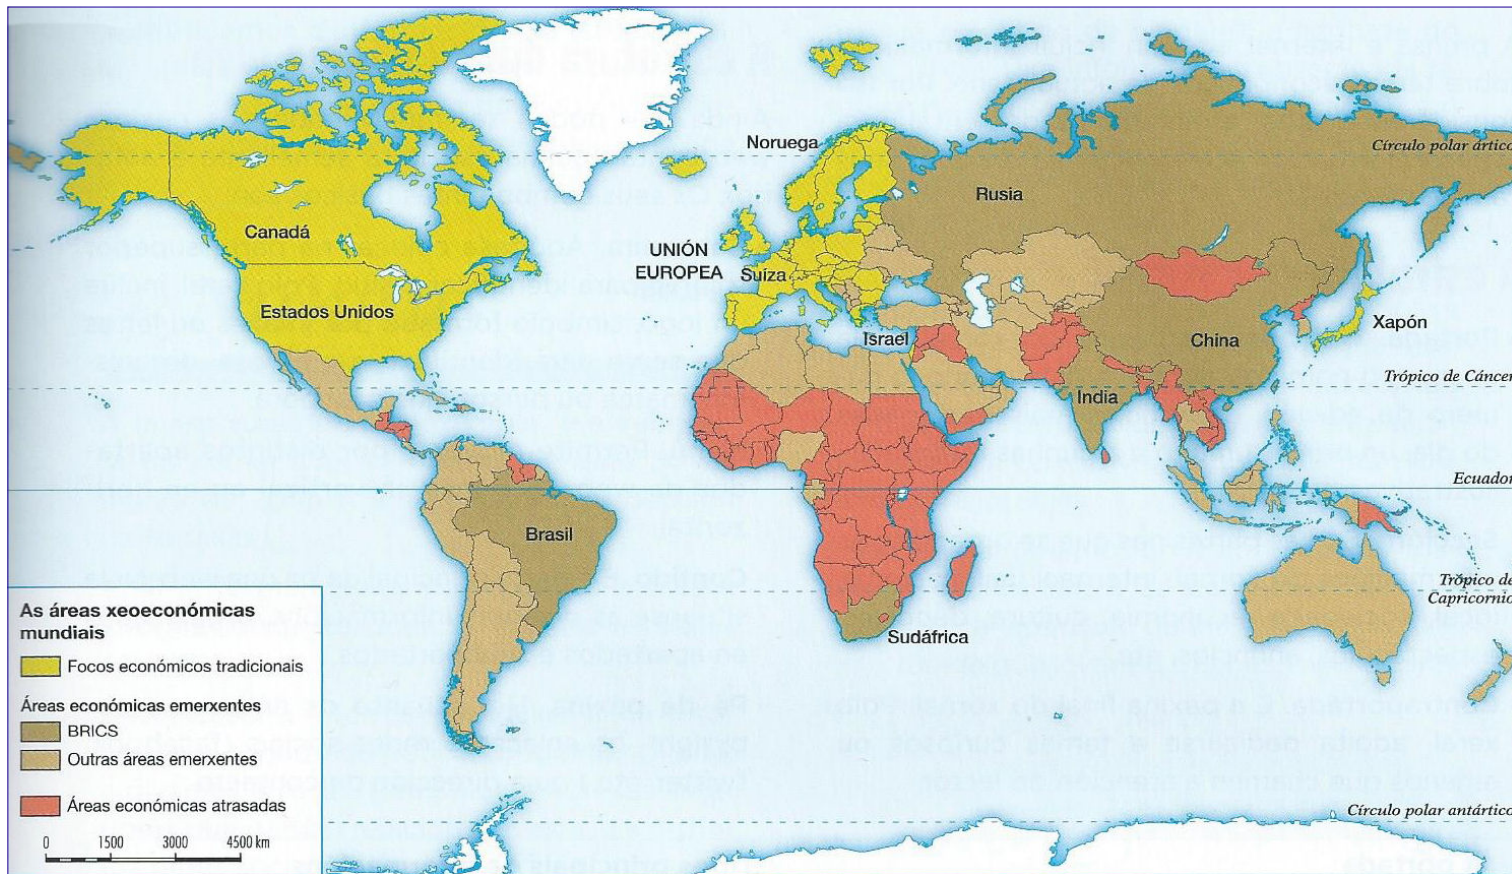 Círculo polar ártico
Noruega
Rusia
Canadá
UNIÓN
EUROPEA
Suíza
Estados Unidos
Israel
China
Xapón
Trópico de Cáncer
India
Ecuador
Brasil
Trópico de
Capricornio
Sudáfrica
As áreas xeoeconómicas
mundiais
Focos económicos tradicionais
Áreas económicas emerxentes
BRICS
Outras áreas emerxentes
Áreas económicas atrasadas
0 1500 3000 4500 km
Círculo polar antártico